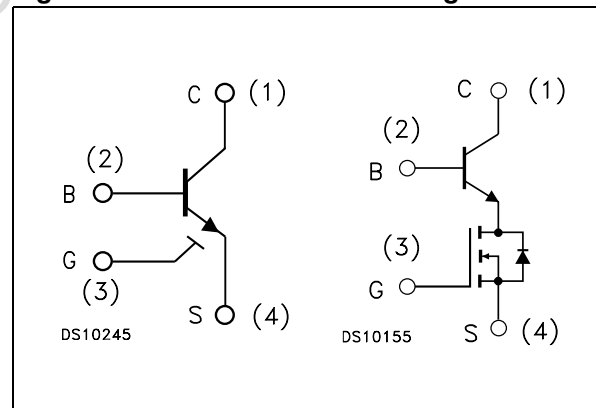 C (1)
(2)
B
G
(3)
S (4)
DS10245
C (1)
(2)
B
(3)
G
S (4)
DS10155